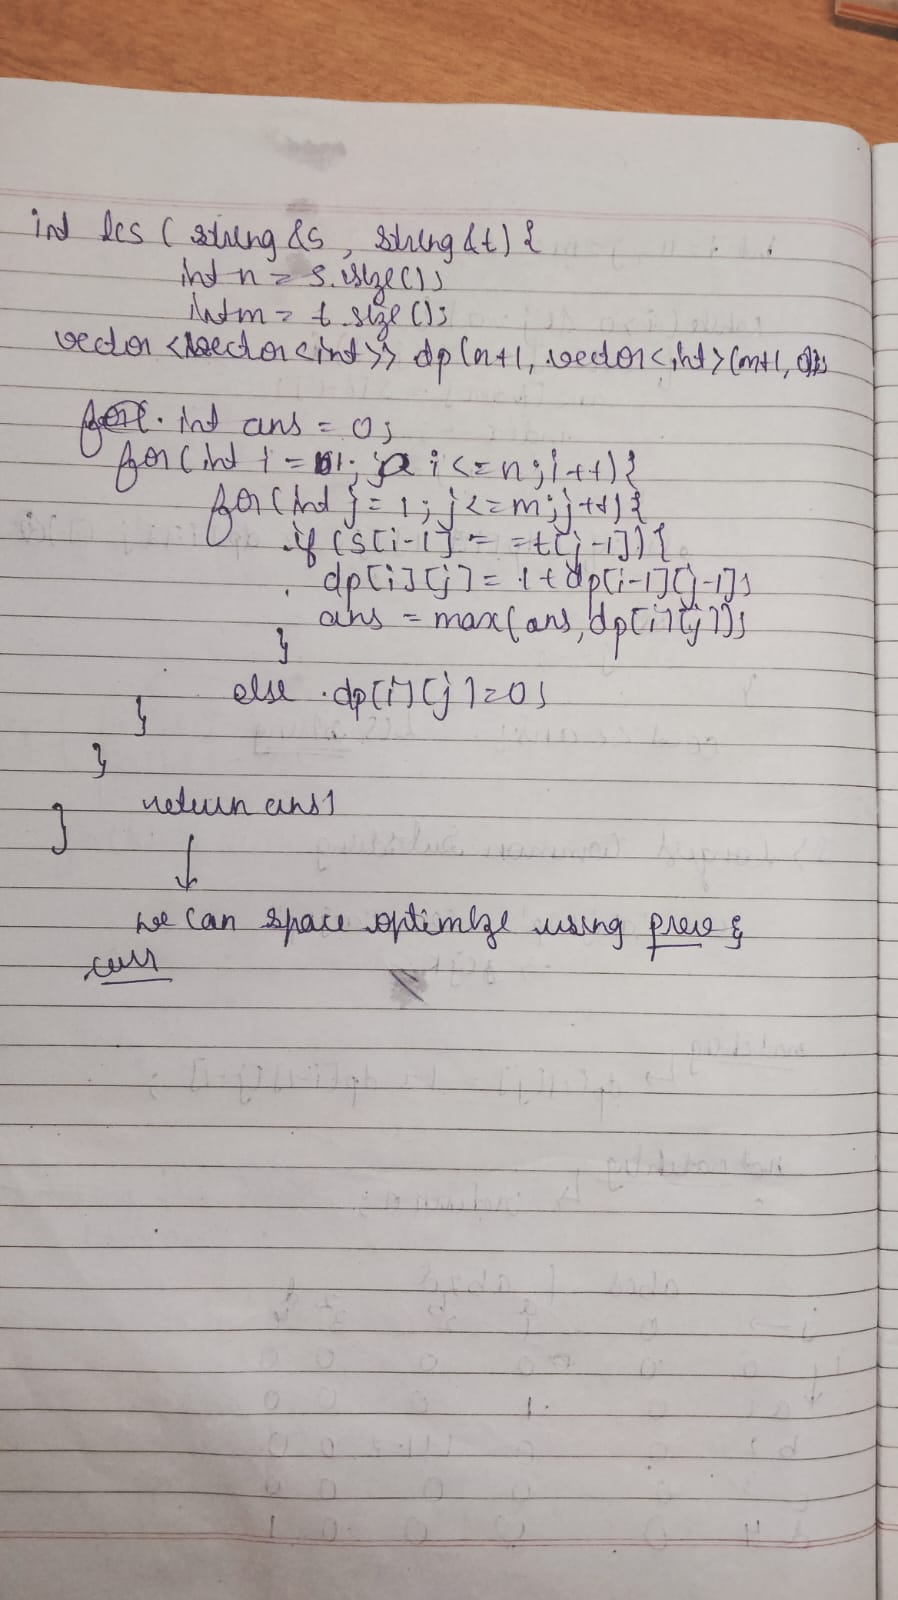 int lcs ( string &s , string &t) {
int n = s.size();
int m = t.size();
vector <vector<int>> dp(n+1, vector<int>(m+1, 0));
int ans = 0;
for (int i = 1; i<=n; i++){
for (int j = 1; j<=m; j++){
if (s[i-1] == t[j-1]){
dp[i][j] = 1+dp[i-1][j-1];
ans = max(ans, dp[i][j]);
}
else dp[i][j]=0;
}
}
return ans;
}
↓
we can space optimize using prev &
curr